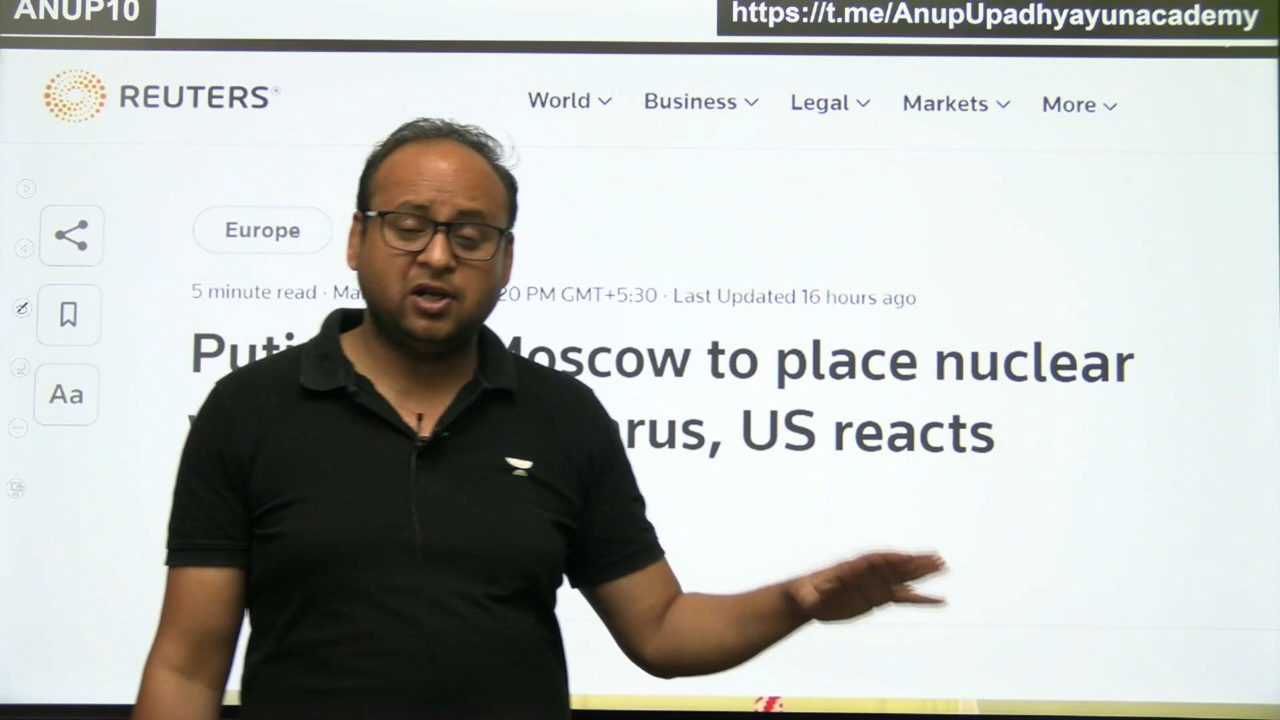 ANUP10
https://t.me/AnupUpadhyayunacademy
REUTERS
World Business Legal Markets More
Europe
5 minute read · 20 PM GMT+5:30 · Last Updated 16 hours ago
Moscow to place nuclear
US reacts
Aa